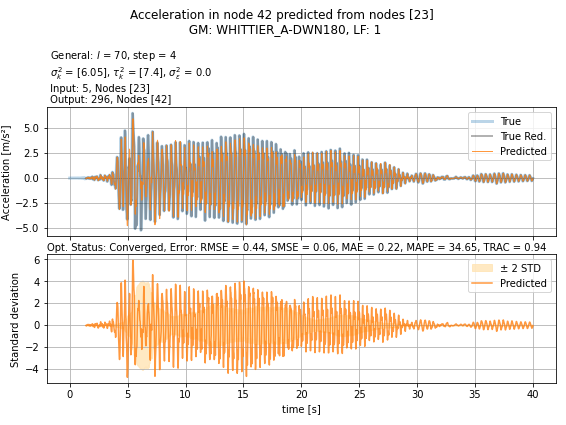 Acceleration in node 42 predicted from nodes [23]
GM: WHITTIER_A-DWN180, LF: 1
General: l = 70, step = 4
σ²ₖ = [6.05], τ²ₖ = [7.4], σ²ε = 0.0
Input: 5, Nodes [23]
Output: 296, Nodes [42]
Acceleration [m/s²]
5.0
2.5
0.0
−2.5
−5.0
True
True Red.
Predicted
Opt. Status: Converged, Error: RMSE = 0.44, SMSE = 0.06, MAE = 0.22, MAPE = 34.65, TRAC = 0.94
Standard deviation
6
4
2
0
−2
−4
± 2 STD
Predicted
0 5 10 15 20 25 30 35 40
time [s]